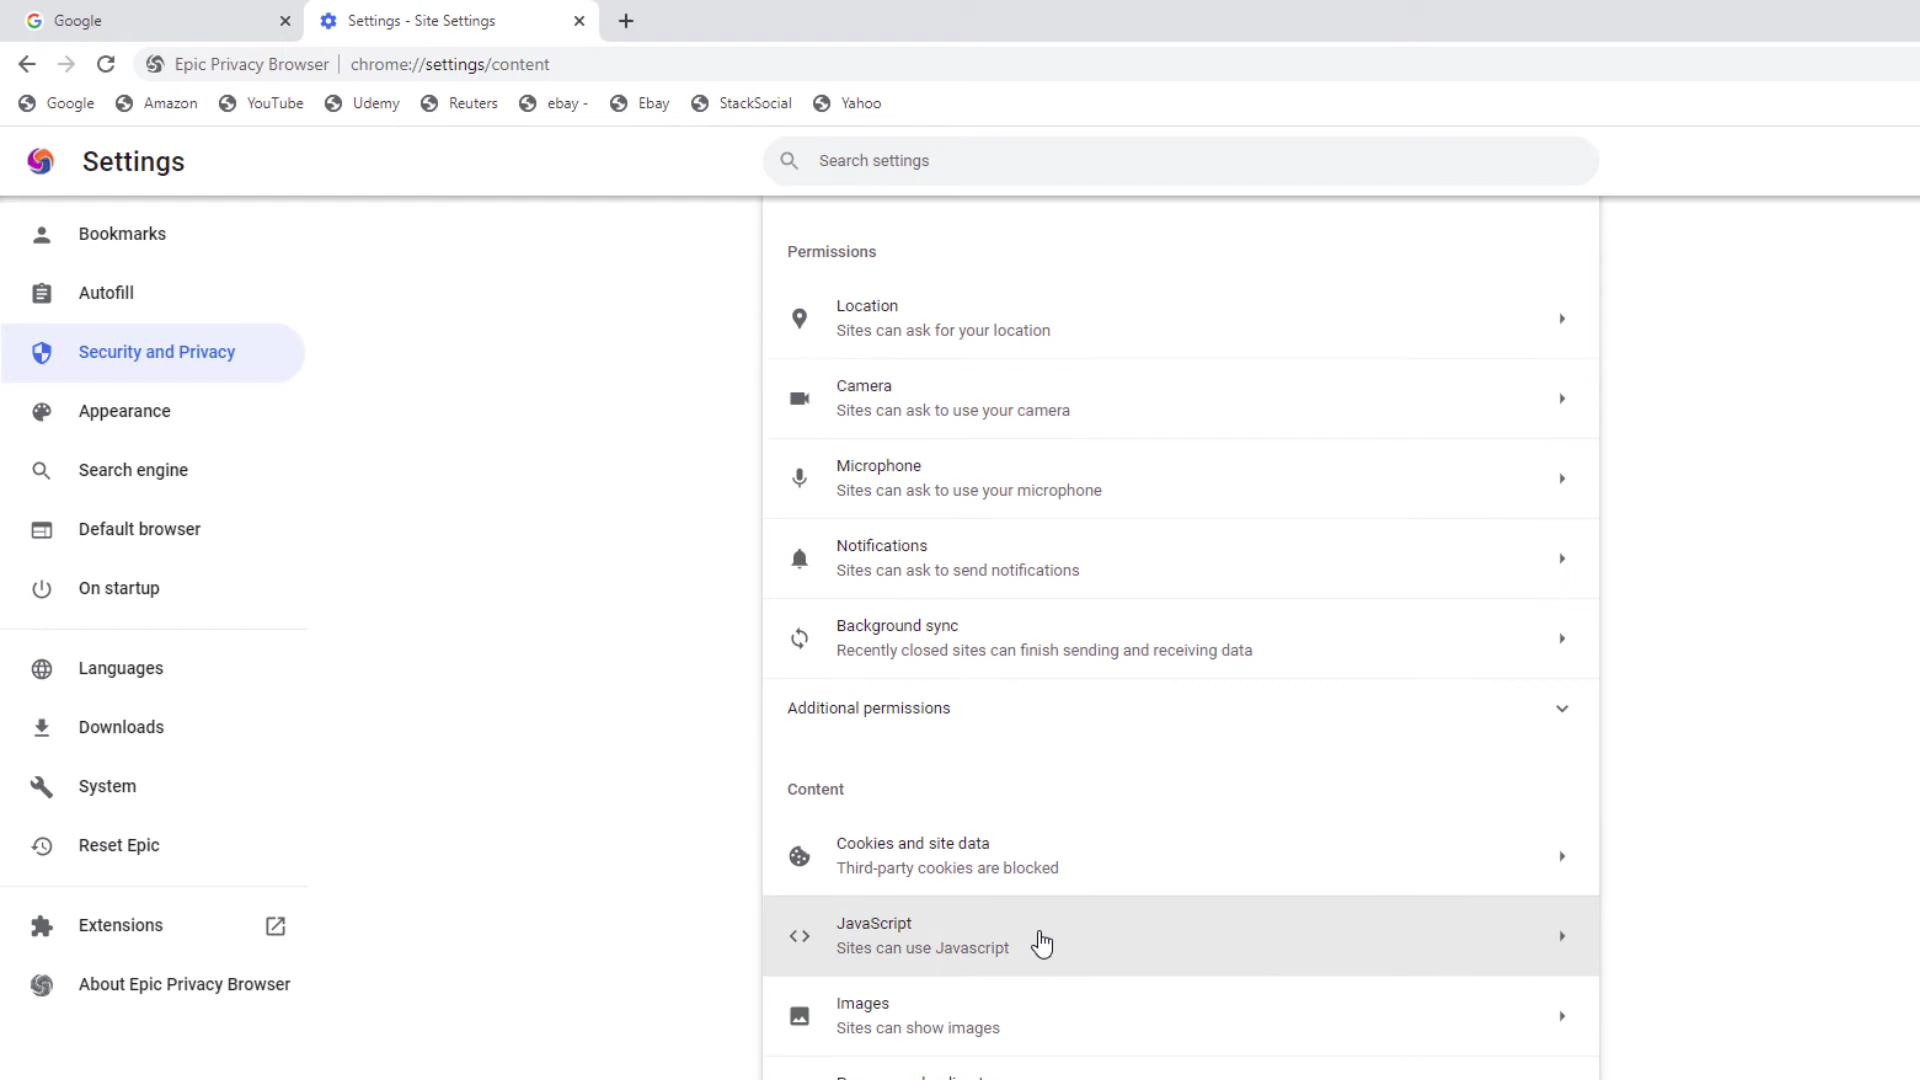 Google
Settings - Site Settings
Epic Privacy Browser
chrome://settings/content
Google
Amazon
YouTube
Udemy
Reuters
ebay -
Ebay
StackSocial
Yahoo
Settings
Search settings
Bookmarks
Autofill
Security and Privacy
Appearance
Search engine
Default browser
On startup
Languages
Downloads
System
Reset Epic
Extensions
About Epic Privacy Browser
Permissions
Location
Sites can ask for your location
Camera
Sites can ask to use your camera
Microphone
Sites can ask to use your microphone
Notifications
Sites can ask to send notifications
Background sync
Recently closed sites can finish sending and receiving data
Additional permissions
Content
Cookies and site data
Third-party cookies are blocked
JavaScript
Sites can use Javascript
Images
Sites can show images